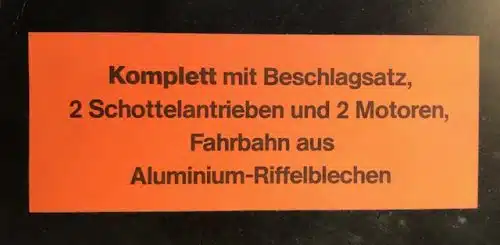 Komplett mit Beschlagsatz,
2 Schottelantrieben und 2 Motoren,
Fahrbahn aus
Aluminium-Riffelblechen